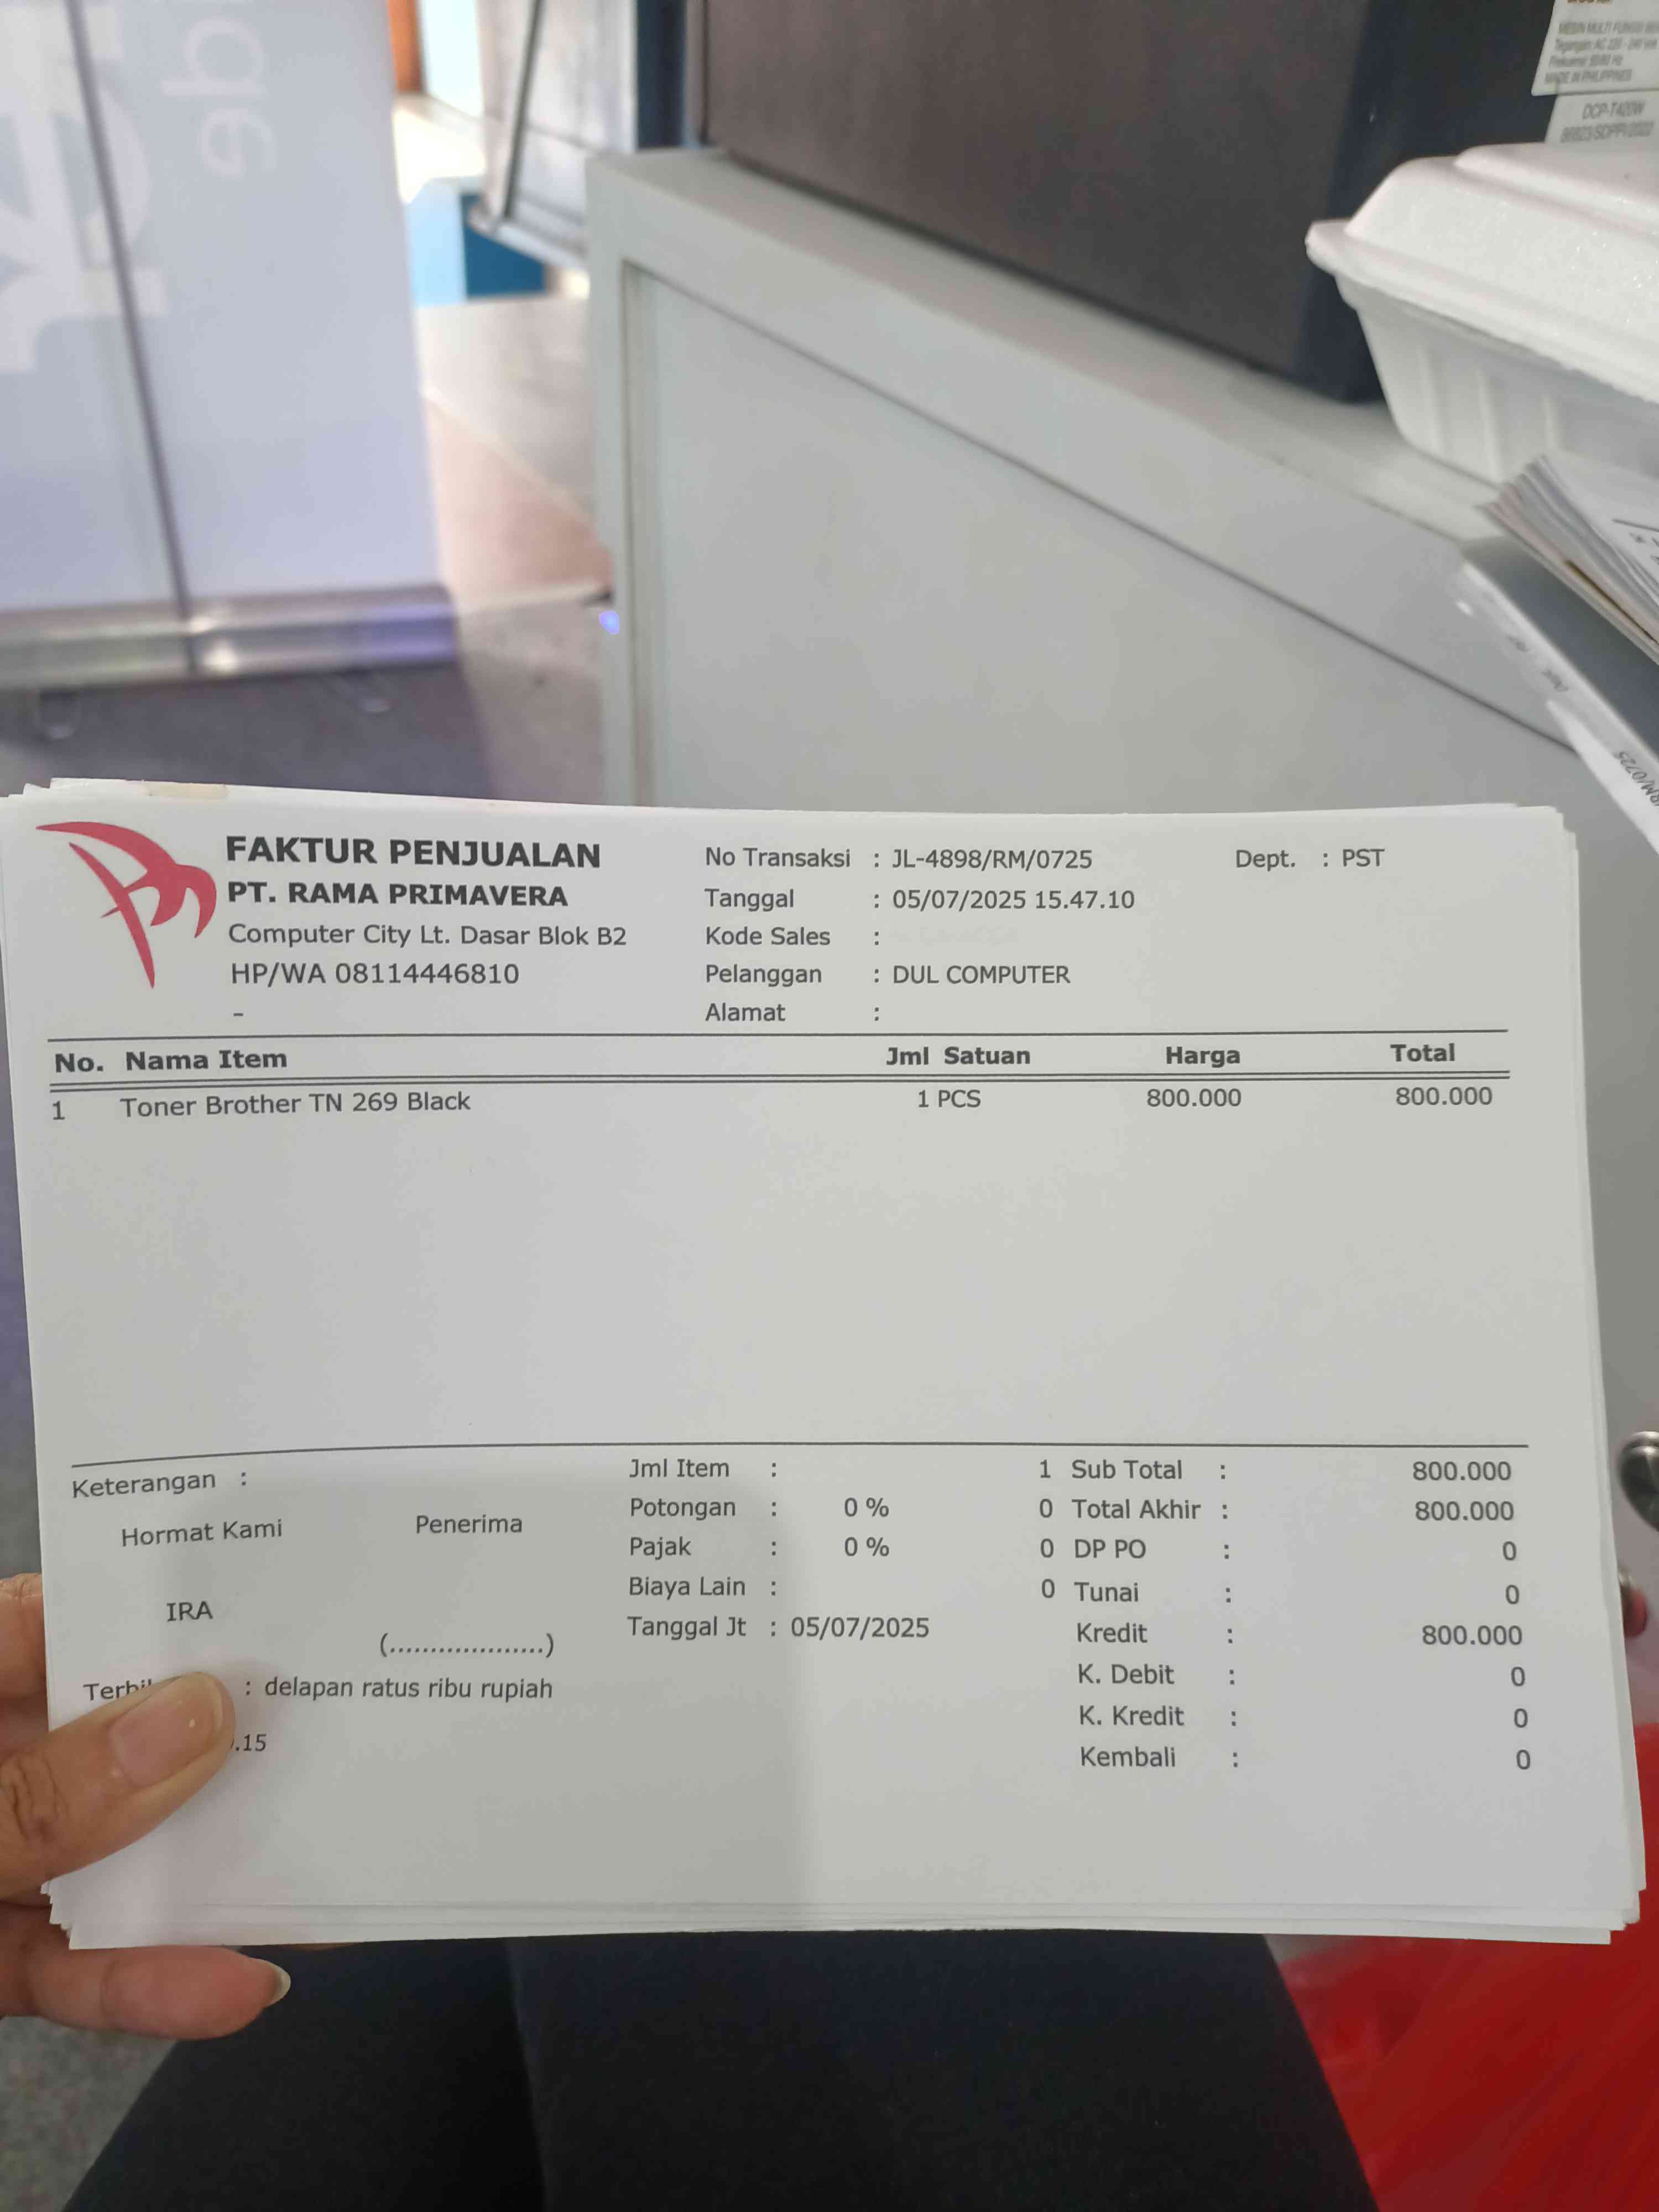 MADE IN PHILIPPINES
DCP-T420W
FAKTUR PENJUALAN
PT. RAMA PRIMAVERA
Computer City Lt. Dasar Blok B2
HP/WA 08114446810
-
No Transaksi : JL-4898/RM/0725
Dept. : PST
Tanggal : 05/07/2025 15.47.10
Kode Sales :
Pelanggan : DUL COMPUTER
Alamat :
No. Nama Item Jml Satuan Harga Total
1 Toner Brother TN 269 Black 1 PCS 800.000 800.000
Keterangan :
Hormat Kami Penerima
IRA
(...................)
: delapan ratus ribu rupiah
.15
Jml Item : 1
Potongan : 0 % 0
Pajak : 0 % 0
Biaya Lain : 0
Tanggal Jt : 05/07/2025
Sub Total : 800.000
Total Akhir : 800.000
DP PO : 0
Tunai : 0
Kredit : 800.000
K. Debit : 0
K. Kredit : 0
Kembali : 0